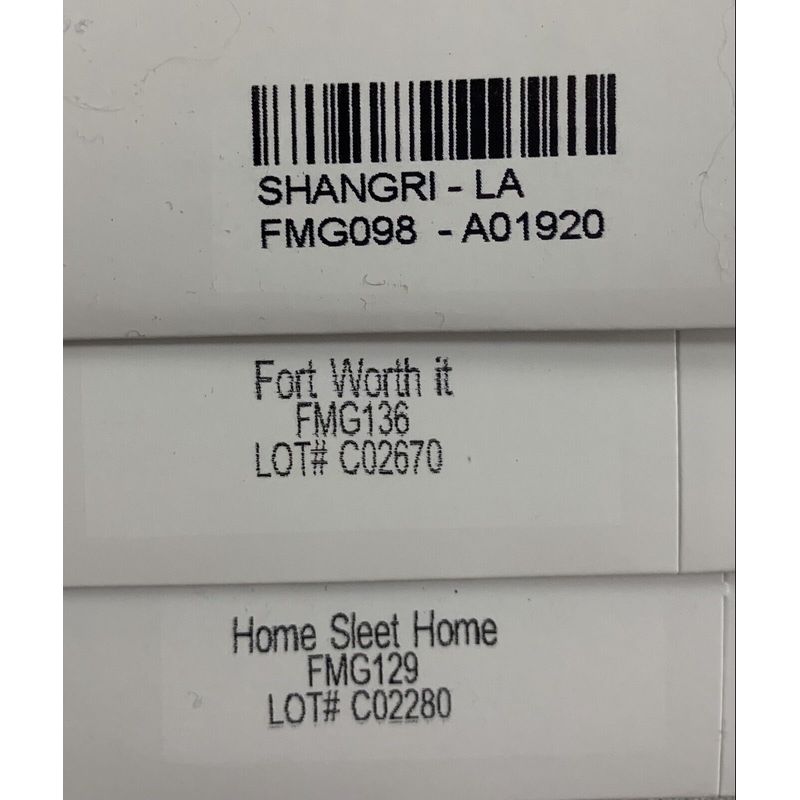 SHANGRI - LA
FMG098 - A01920
Fort Worth it
FMG136
LOT# C02670
Home Sleet Home
FMG129
LOT# C02280